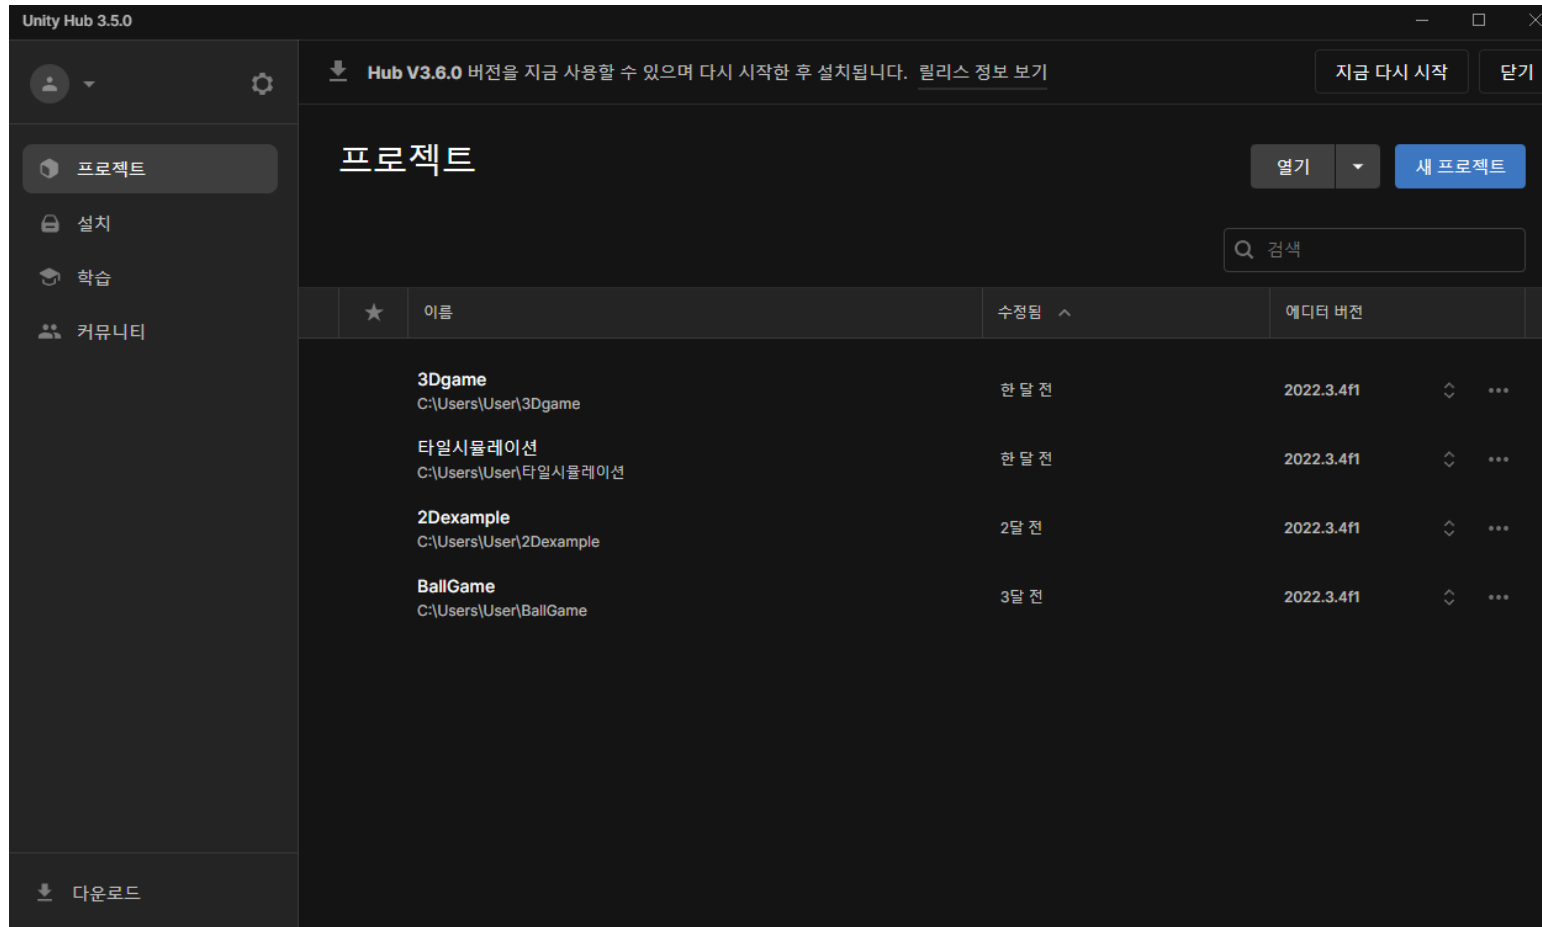 Unity Hub 3.5.0
Hub V3.6.0 버전을 지금 사용할 수 있으며 다시 시작한 후 설치됩니다. 릴리스 정보 보기
지금 다시 시작
닫기
프로젝트
설치
학습
커뮤니티
다운로드
프로젝트
열기
새 프로젝트
검색
이름 수정됨 에디터 버전
3Dgame
C:\Users\User\3Dgame
한 달 전
2022.3.4f1
타일시뮬레이션
C:\Users\User\타일시뮬레이션
한 달 전
2022.3.4f1
2Dexample
C:\Users\User\2Dexample
2달 전
2022.3.4f1
BallGame
C:\Users\User\BallGame
3달 전
2022.3.4f1